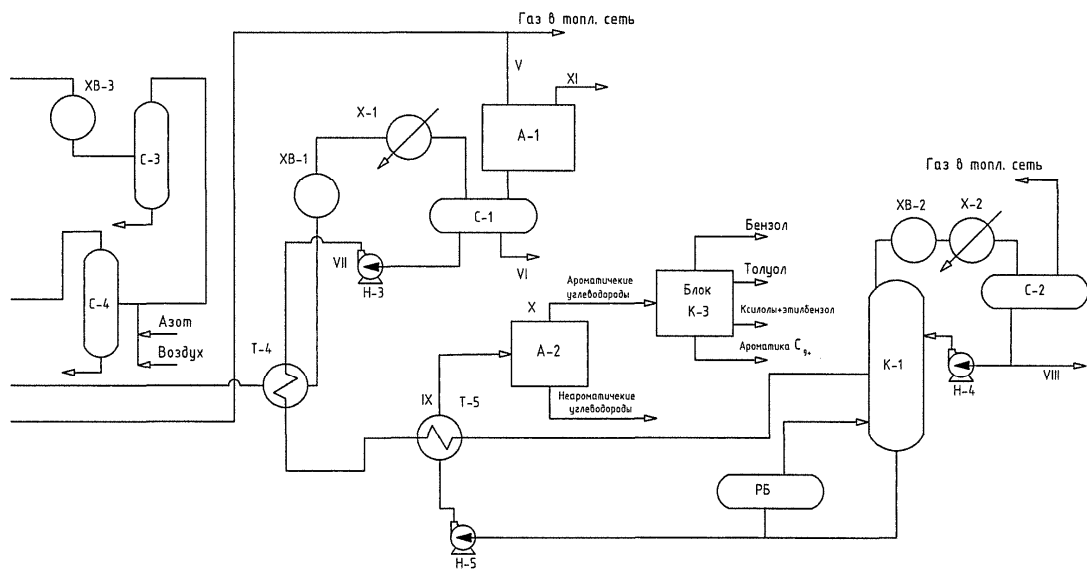 Газ в топл. сеть
V
XI
ХВ-3
X-1
A-1
С-3
ХВ-1
С-1
Газ в топл. сеть
ХВ-2
X-2
Бензол
VII
VI
Н-3
Ароматичекие
углеводороды
X
Блок
К-3
Толуол
С-2
С-4
Ксилолы+этилбензол
Азот
Т-4
А-2
Ароматика С9+
К-1
Воздух
Н-4
VIII
IX
Т-5
Неароматичекие
углеводороды
РБ
Н-5